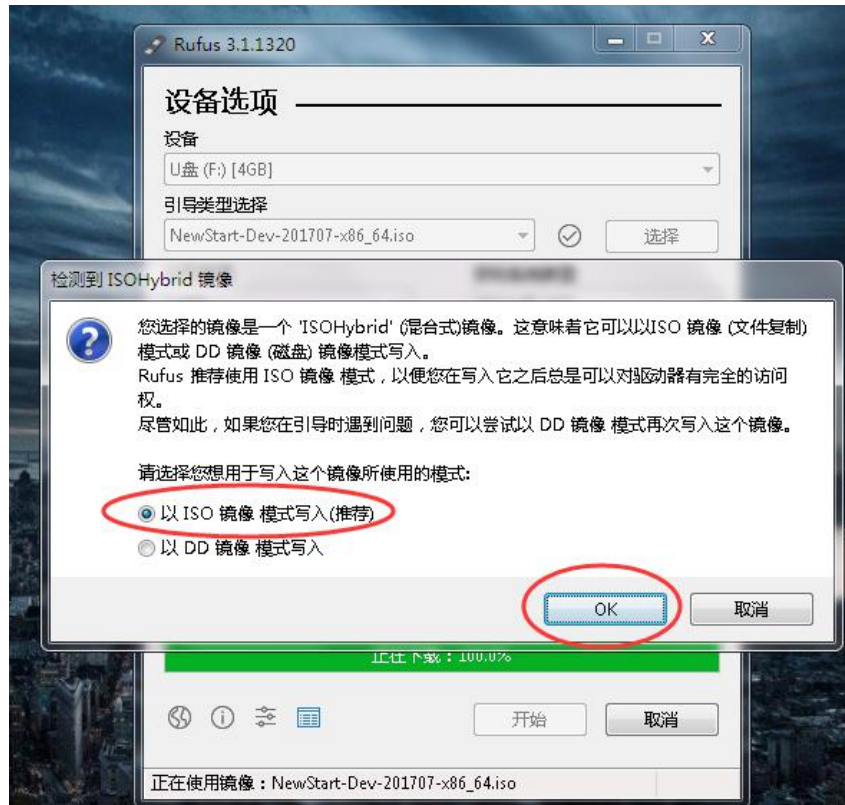 Rufus 3.1.1320
设备选项
设备
U盘 (F:) [4GB]
引导类型选择
NewStart-Dev-201707-x86_64.iso
选择
检测到 ISOHybrid 镜像
您选择的镜像是一个 'ISOHybrid' (混合式)镜像。这意味着它可以以ISO 镜像 (文件复制)
模式或 DD 镜像 (磁盘) 镜像模式写入。
Rufus 推荐使用 ISO 镜像 模式，以便您在写入它之后总是可以对驱动器有完全的访问
权。
尽管如此，如果您在引导时遇到问题，您可以尝试以 DD 镜像 模式再次写入这个镜像。
请选择您想用于写入这个镜像所使用的模式:
以 ISO 镜像 模式写入(推荐)
以 DD 镜像 模式写入
OK
取消
正在下载：100.0%
开始
取消
正在使用镜像：NewStart-Dev-201707-x86_64.iso